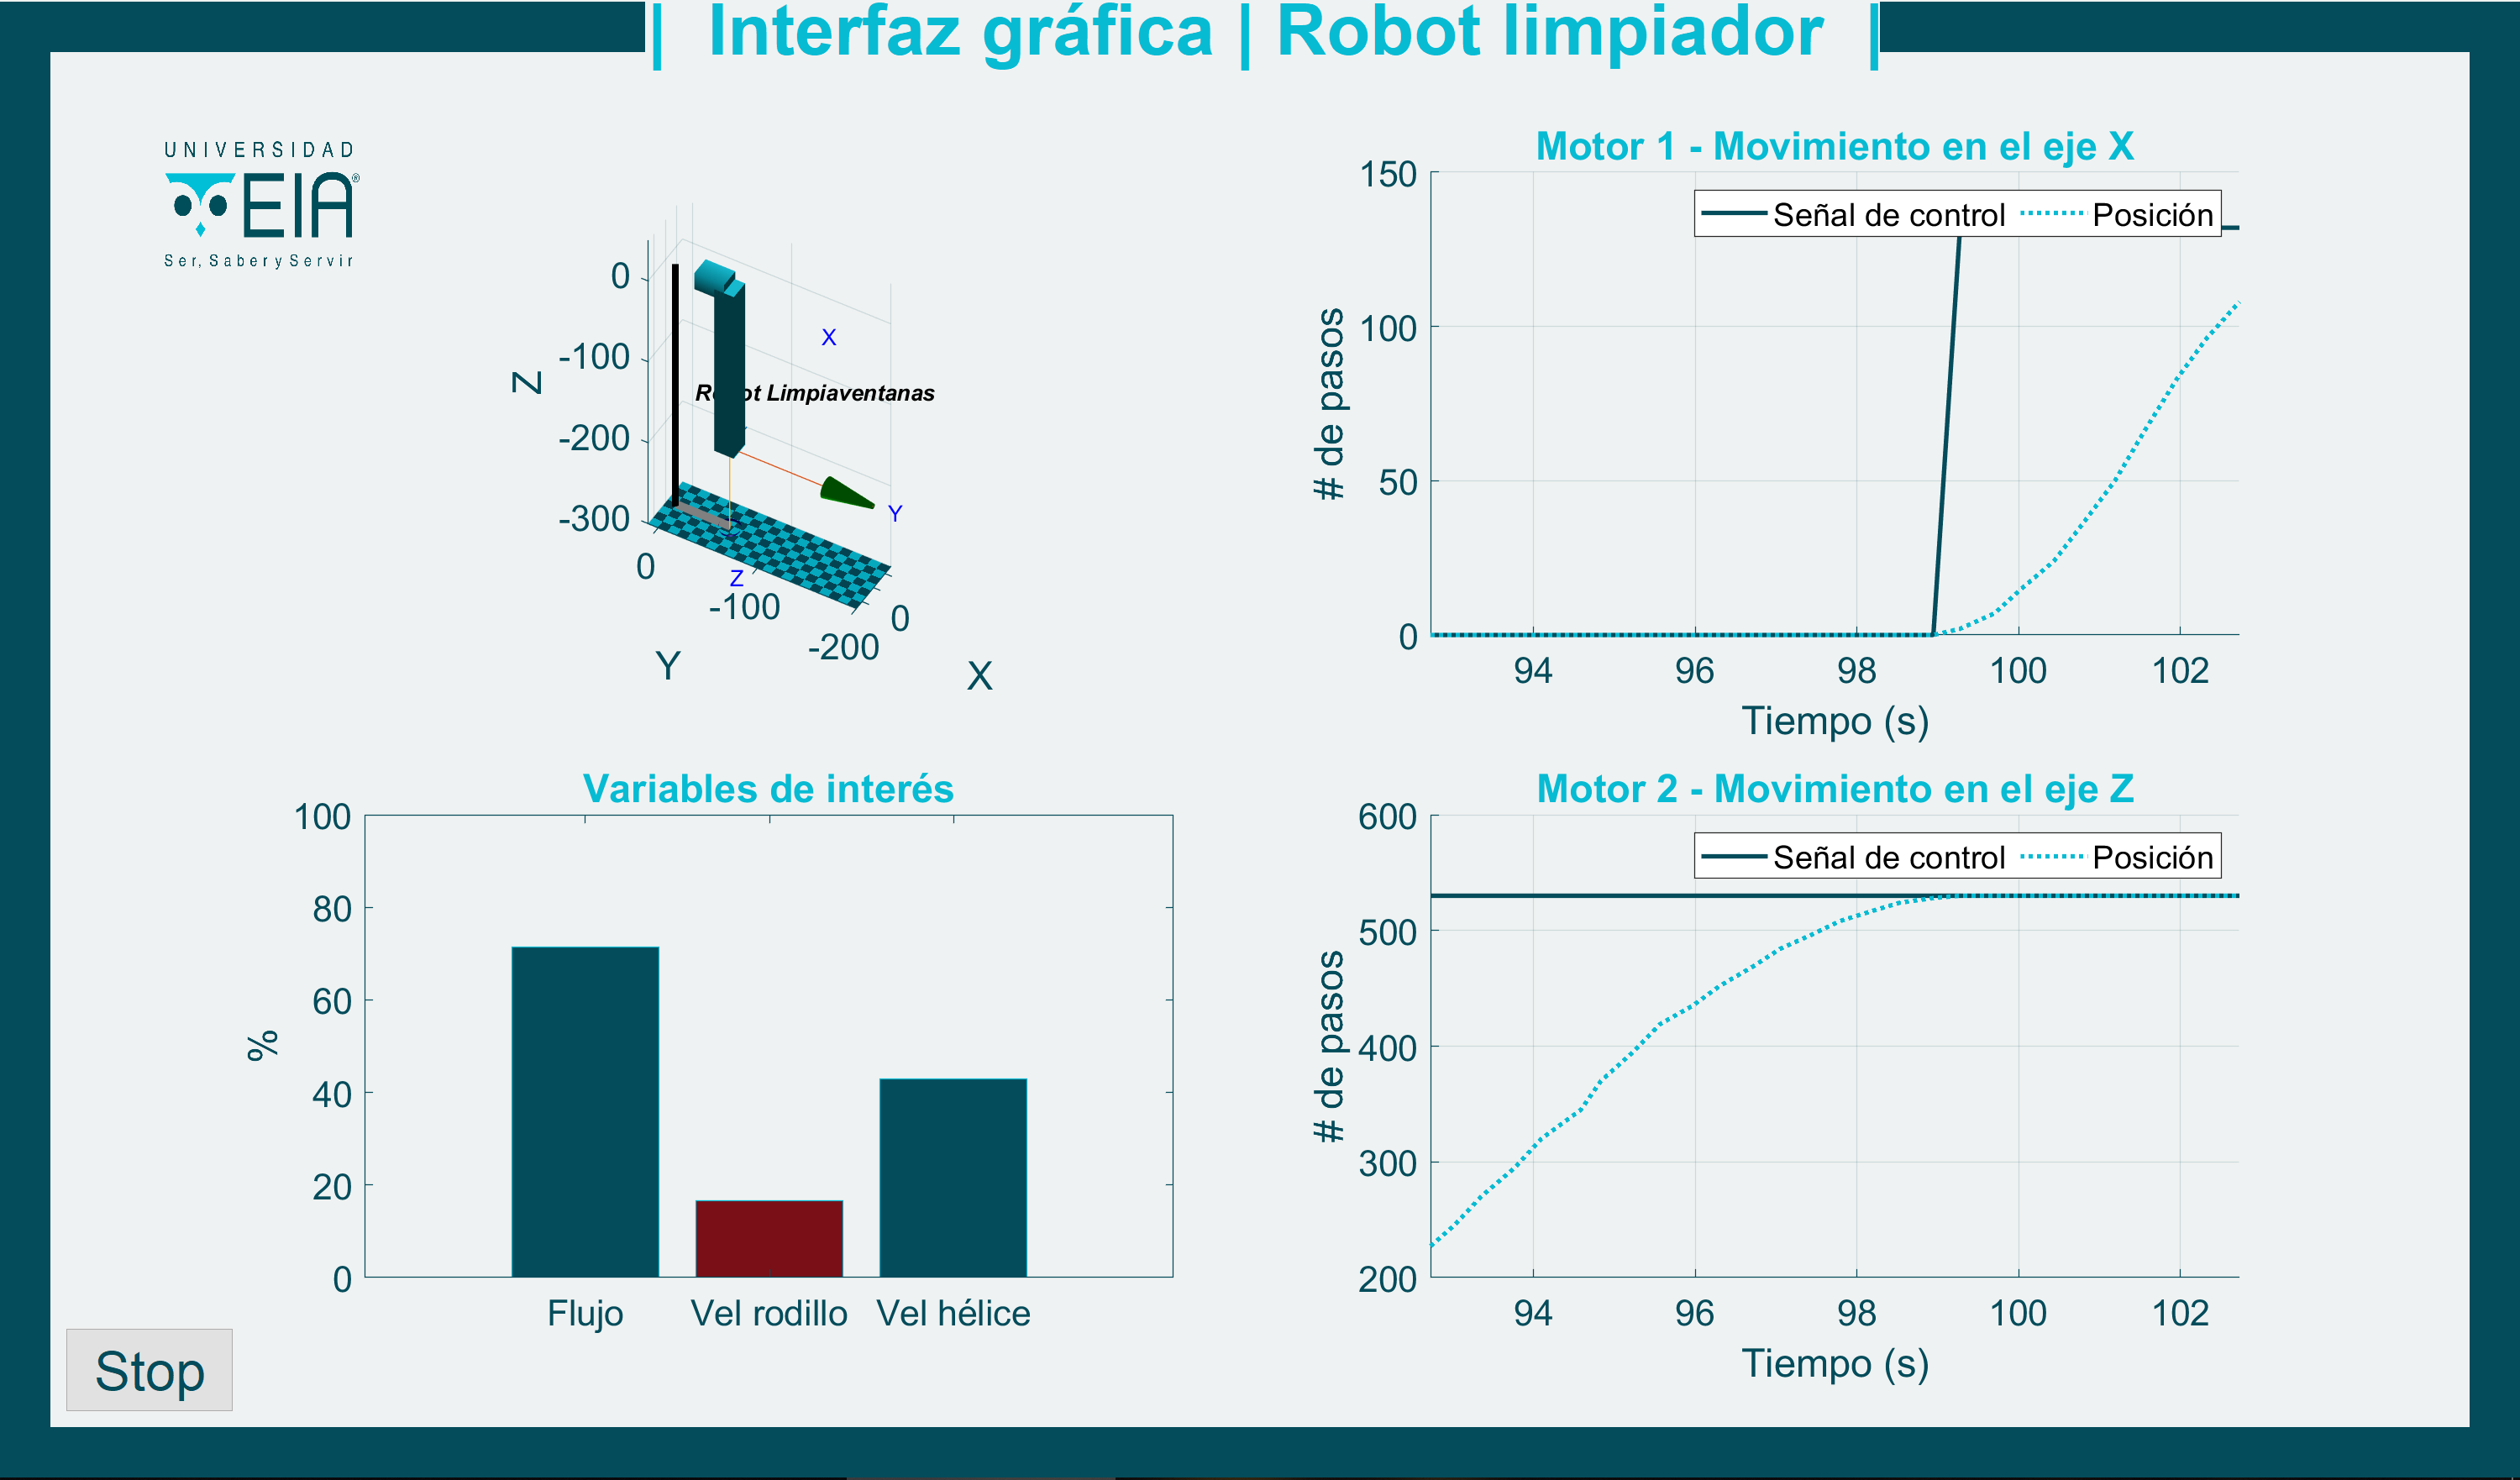 | Interfaz gráfica | Robot limpiador |
UNIVERSIDAD
EIA®
Ser, Saber y Servir
0
-100
-200
-300
Z
X
Y
Z
0
-100
-200
0
Y
X
Limpiaventanas
Motor 1 - Movimiento en el eje X
Señal de control Posición
150
100
50
0
# de pasos
94 96 98 100 102
Tiempo (s)
Variables de interés
100
80
60
40
20
0
%
Flujo Vel rodillo Vel hélice
Motor 2 - Movimiento en el eje Z
Señal de control Posición
600
500
400
300
200
# de pasos
94 96 98 100 102
Tiempo (s)
Stop